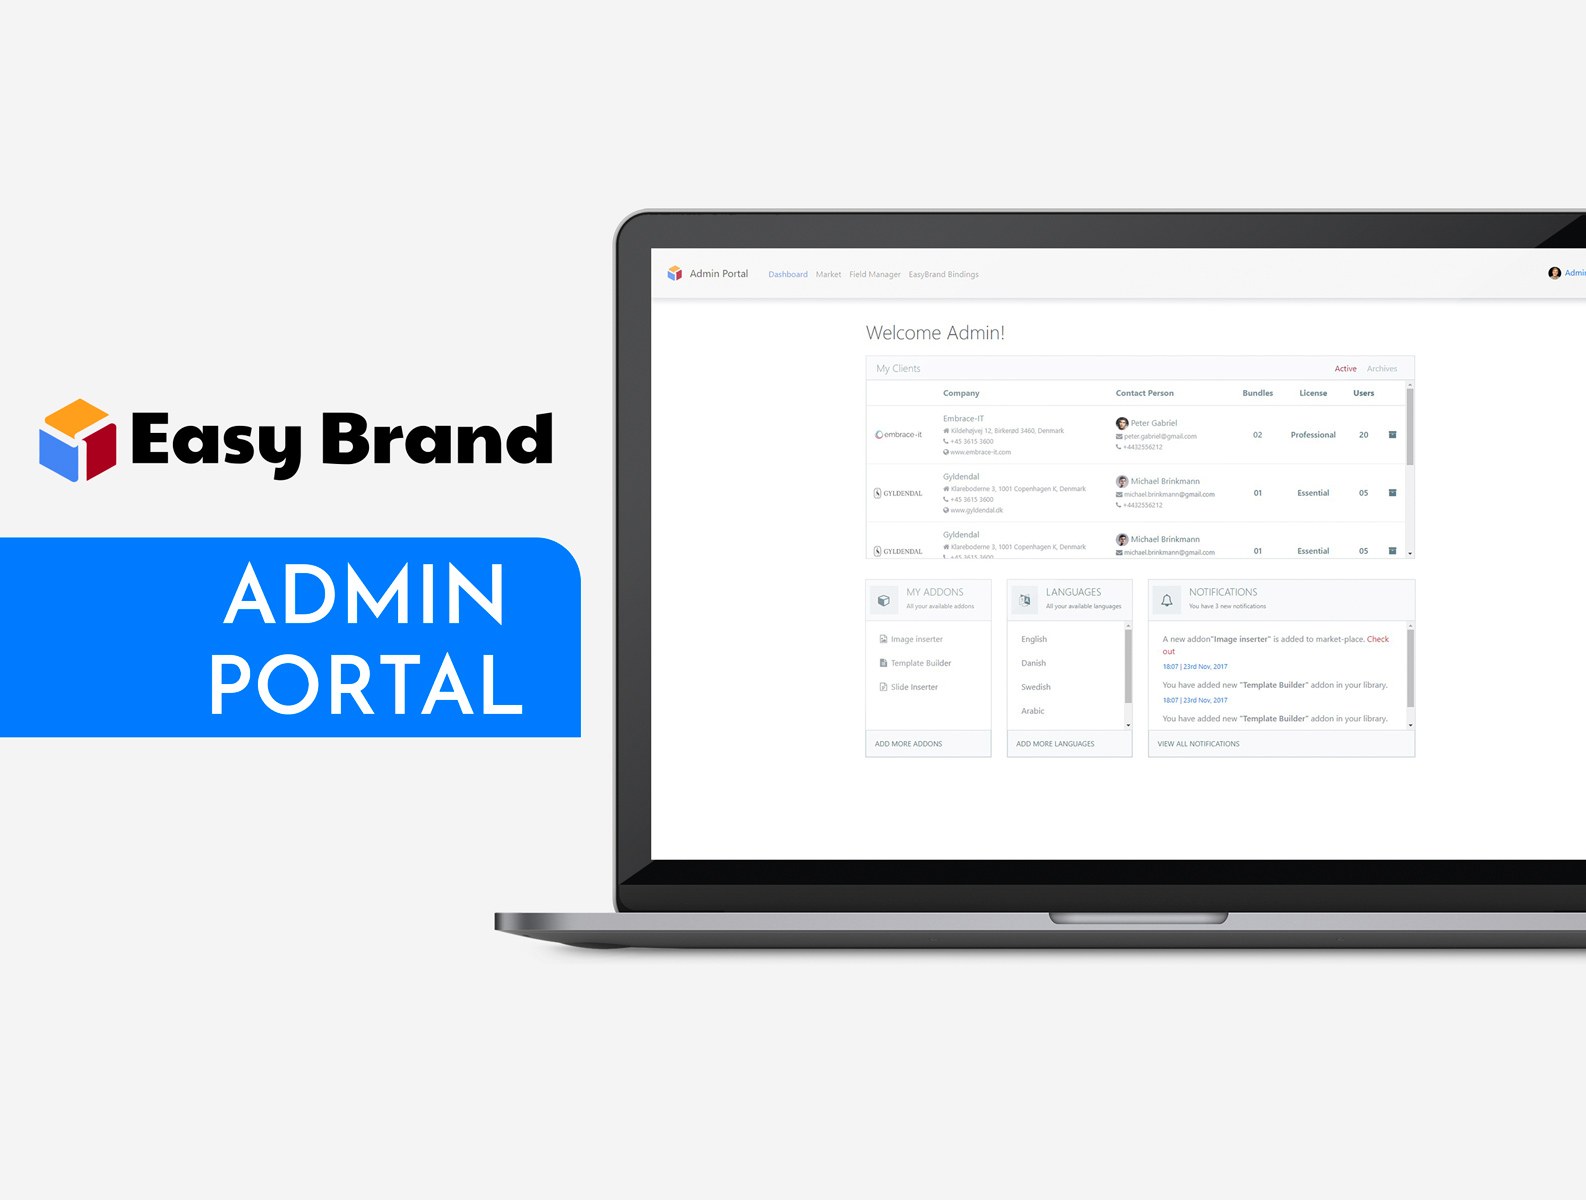 Easy Brand
ADMIN
PORTAL
Admin Portal
Dashboard Market Field Manager EasyBrand Bindings
Admin
Welcome Admin!
My Clients Active Archives
Company Contact Person Bundles License Users
embrace-it
Embrace-IT
Kildehøjvej 12, Birkerød 3460, Denmark
+45 3615 3600
www.embrace-it.com
Peter Gabriel
peter.gabriel@gmail.com
+4432556212
02 Professional 20
GYLDENDAL
Gyldendal
Klareboderne 3, 1001 Copenhagen K, Denmark
+45 3615 3600
www.gyldendal.dk
Michael Brinkmann
michael.brinkmann@gmail.com
+4432556212
01 Essential 05
GYLDENDAL
Gyldendal
Klareboderne 3, 1001 Copenhagen K, Denmark
+45 3615 3600
Michael Brinkmann
michael.brinkmann@gmail.com
01 Essential 05
MY ADDONS
All your available addons
Image inserter
Template Builder
Slide Inserter
ADD MORE ADDONS
LANGUAGES
All your available languages
English
Danish
Swedish
Arabic
ADD MORE LANGUAGES
NOTIFICATIONS
You have 3 new notifications
A new addon"Image inserter" is added to market-place. Check
out
18:07 | 23rd Nov, 2017
You have added new "Template Builder" addon in your library.
18:07 | 23rd Nov, 2017
You have added new "Template Builder" addon in your library.
VIEW ALL NOTIFICATIONS